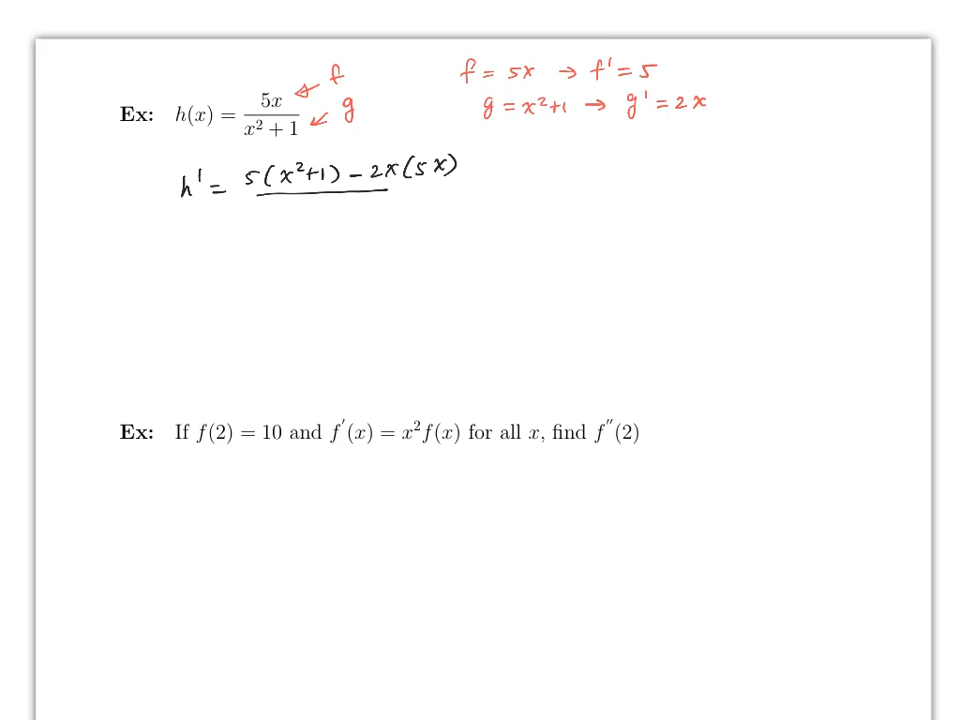 f
f = 5x → f' = 5
Ex: h(x) = 5x / x² + 1
g
g = x²+1 → g' = 2x
h' = 5(x²+1) − 2x(5x)
Ex: If f(2) = 10 and f′(x) = x²f(x) for all x, find f″(2)